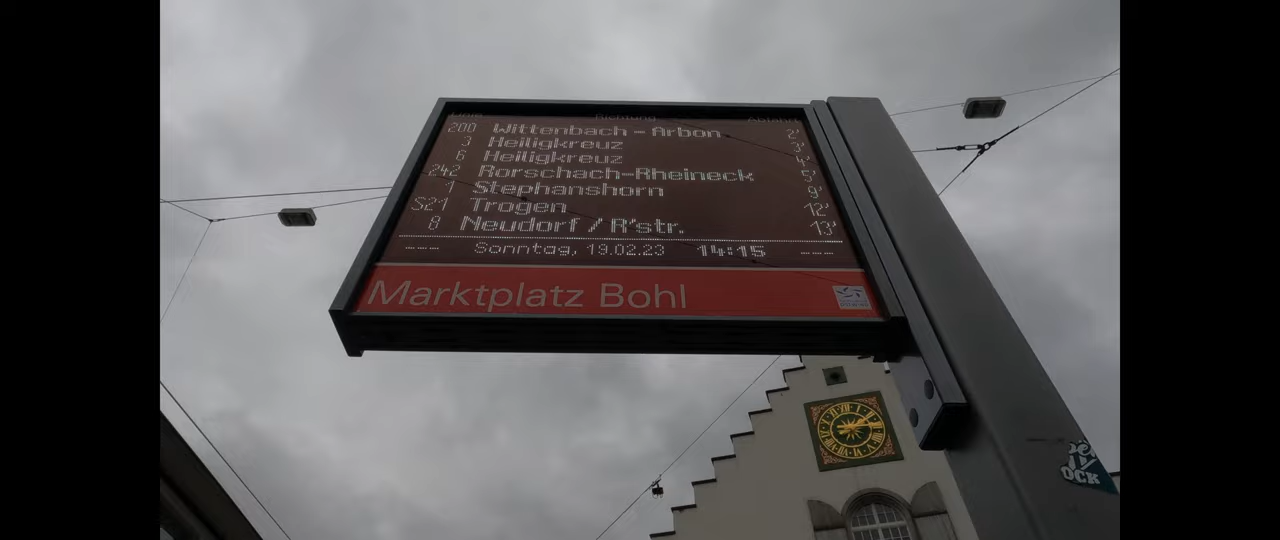 Linie Richtung Abfahrt
200 Wittenbach - Arbon 2'
3 Heiligkreuz 3'
6 Heiligkreuz 4'
242 Rorschach-Rheineck 5'
1 Stephanshorn 9'
S21 Trogen 12'
8 Neudorf / R'str. 13'
--- Sonntag, 19.02.23 14:15 ---
Marktplatz Bohl